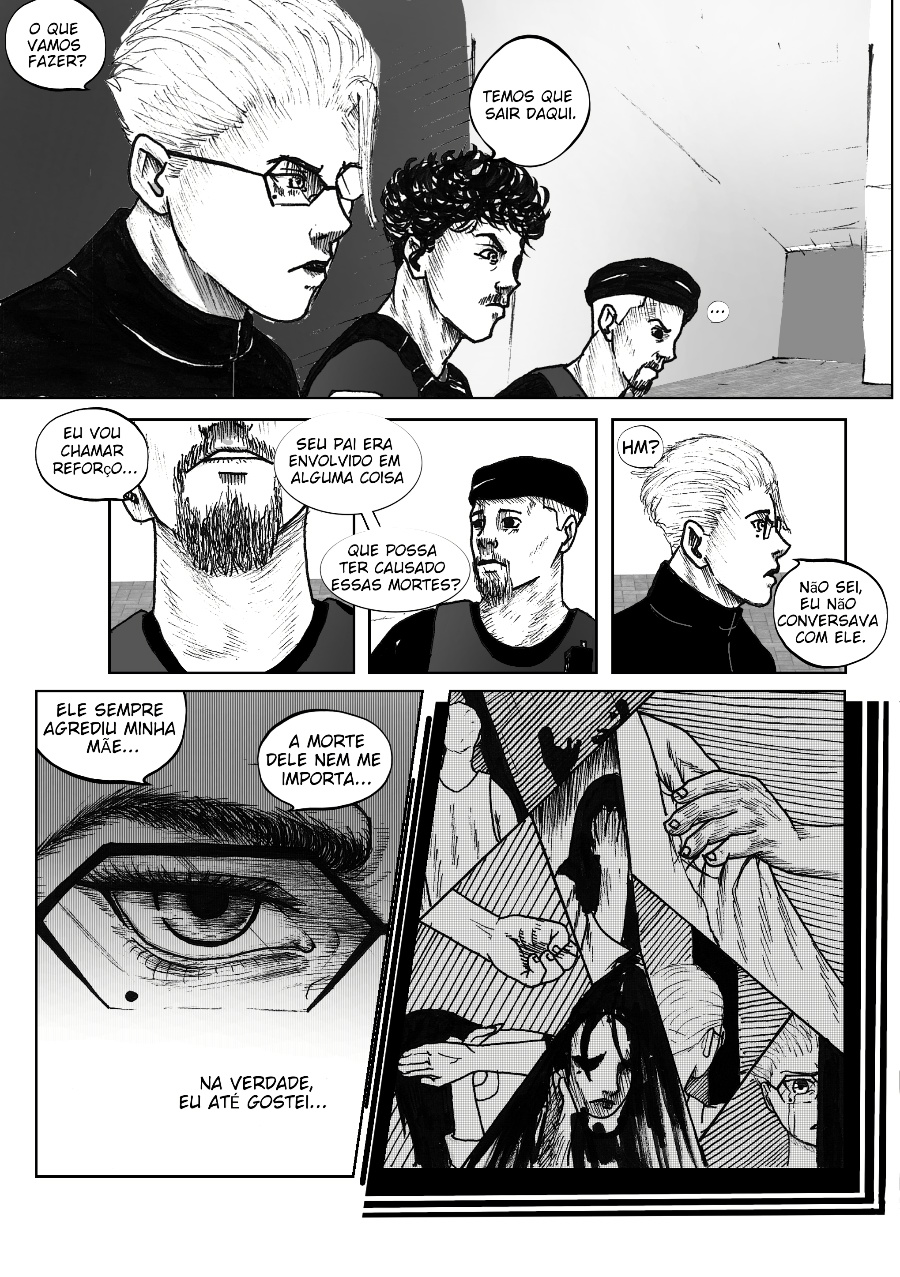 O QUE
VAMOS
FAZER?
TEMOS QUE
SAIR DAQUI.
...
EU VOU
CHAMAR
REFORÇO...
SEU PAI ERA
ENVOLVIDO EM
ALGUMA COISA
QUE POSSA
TER CAUSADO
ESSAS MORTES?
HM?
NÃO SEI,
EU NÃO
CONVERSAVA
COM ELE.
ELE SEMPRE
AGREDIU MINHA
MÃE...
A MORTE
DELE NEM ME
IMPORTA...
NA VERDADE,
EU ATÉ GOSTEI...